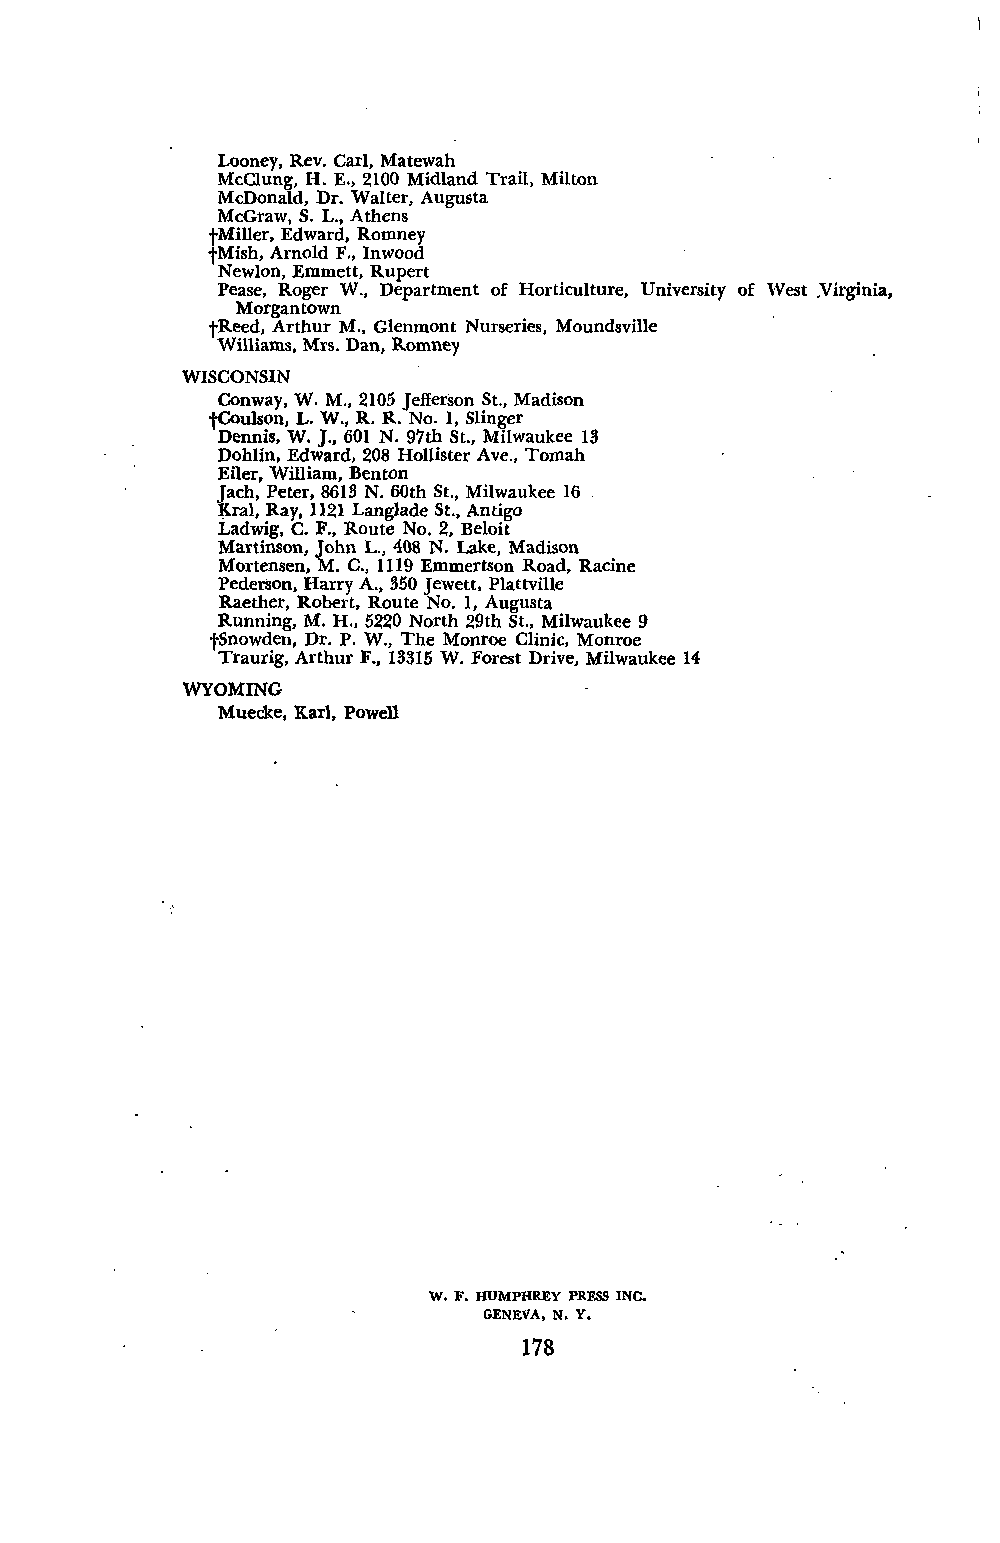 Looney, Rev. Carl, Matewah
McClung, H. E., 2100 Midland Trail, Milton
McDonald, Dr. Walter, Augusta
McGraw, S. L., Athens
†Miller, Edward, Romney
†Mish, Arnold F., Inwood
Newlon, Emmett, Rupert
Pease, Roger W., Department of Horticulture, University of West Virginia,
Morgantown
†Reed, Arthur M., Glenmont Nurseries, Moundsville
Williams, Mrs. Dan, Romney
WISCONSIN
Conway, W. M., 2105 Jefferson St., Madison
†Coulson, L. W., R. R. No. 1, Slinger
Dennis, W. J., 601 N. 97th St., Milwaukee 13
Dohlin, Edward, 208 Hollister Ave., Tomah
Eiler, William, Benton
Jach, Peter, 8613 N. 60th St., Milwaukee 16
Kral, Ray, 1121 Langlade St., Antigo
Ladwig, C. F., Route No. 2, Beloit
Martinson, John L., 408 N. Lake, Madison
Mortensen, M. C., 1119 Emmertson Road, Racine
Pederson, Harry A., 350 Jewett, Plattville
Raether, Robert, Route No. 1, Augusta
Running, M. H., 5220 North 29th St., Milwaukee 9
†Snowden, Dr. P. W., The Monroe Clinic, Monroe
Traurig, Arthur F., 13315 W. Forest Drive, Milwaukee 14
WYOMING
Muecke, Karl, Powell
W. F. HUMPHREY PRESS INC.
GENEVA, N. Y.
178